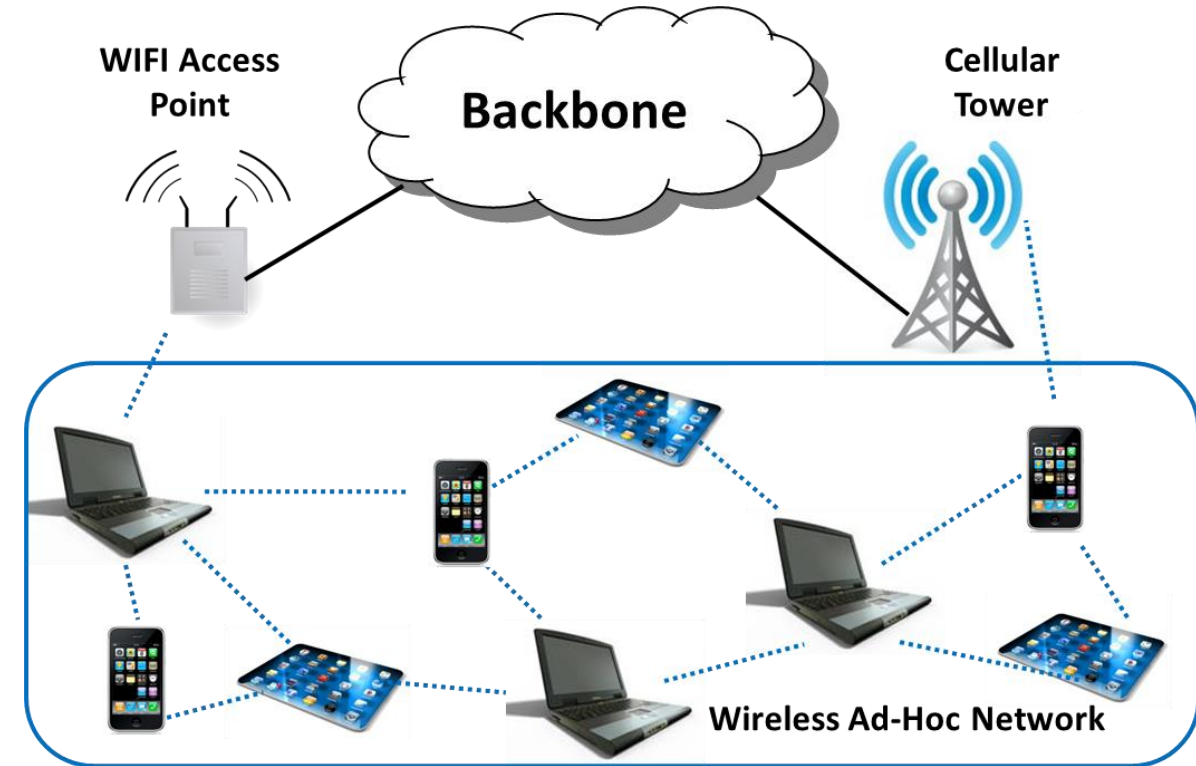 WIFI Access
Point
Backbone
Cellular
Tower
Wireless Ad-Hoc Network